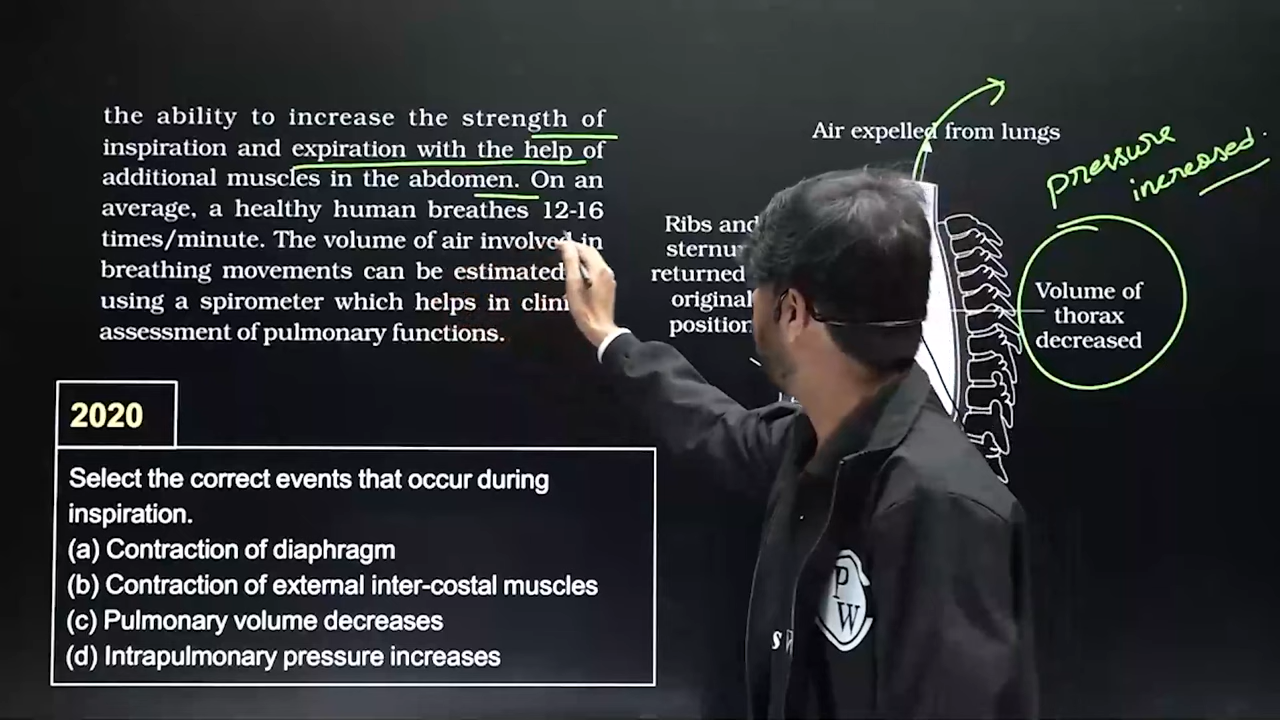 the ability to increase the strength of
inspiration and expiration with the help of
additional muscles in the abdomen. On an
average, a healthy human breathes 12-16
times/minute. The volume of air involved in
breathing movements can be estimated
using a spirometer which helps in
assessment of pulmonary functions.
2020
Select the correct events that occur during
inspiration.
(a) Contraction of diaphragm
(b) Contraction of external inter-costal muscles
(c) Pulmonary volume decreases
(d) Intrapulmonary pressure increases
Air expelled from lungs
pressure
increased.
Ribs and
returned
original
position
Volume of
thorax
decreased
P
W